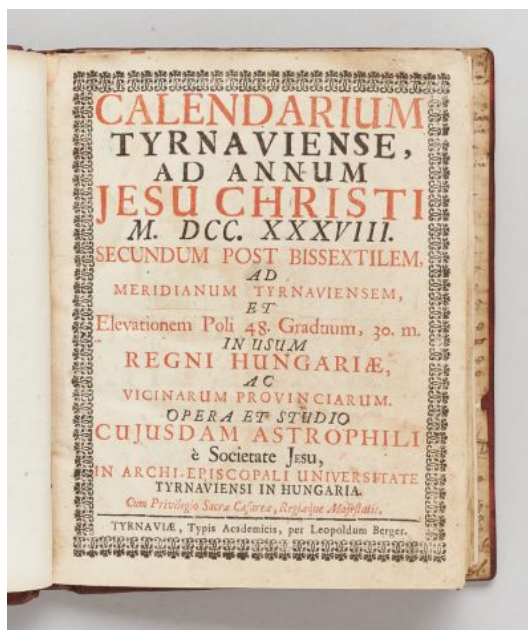 CALENDARIUM
TYRNAVIENSE,
AD ANNUM
JESU CHRISTI
M. DCC. XXXVIII.
SECUNDUM POST BISSEXTILEM,
AD
MERIDIANUM TYRNAVIENSEM,
ET
Elevationem Poli 48. Graduum, 30. m.
IN USUM
REGNI HUNGARIÆ,
AC
VICINARUM PROVINCIARUM.
OPERA ET STUDIO
CUJUSDAM ASTROPHILI
è Societate JESU,
IN ARCHI-EPISCOPALI UNIVERSITATE
TYRNAVIENSI IN HUNGARIA.
Cum Privilegio Sacræ Cæsareæ, Regiæque Majestatis.
TYRNAVIÆ, Typis Academicis, per Leopoldum Berger.